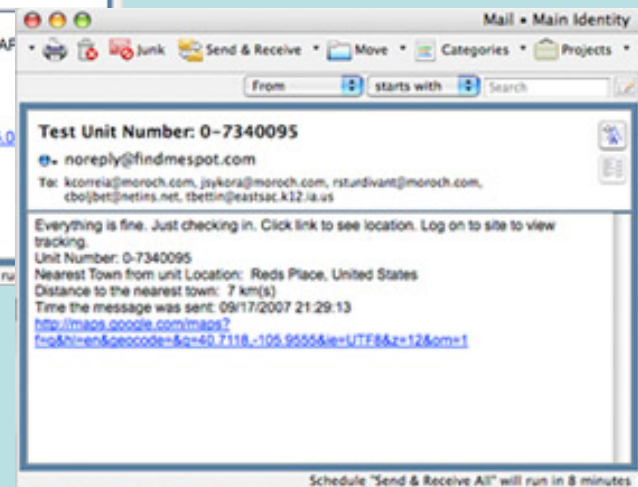 Mail • Main Identity
Junk Send & Receive Move Categories Projects
From starts with Search
Test Unit Number: 0-7340095
noreply@findmespot.com
To: kcorreia@moroch.com, jsykora@moroch.com, rsturdivant@moroch.com,
cboljbet@netins.net, tbettin@eastsac.k12.ia.us
Everything is fine. Just checking in. Click link to see location. Log on to site to view
tracking.
Unit Number: 0-7340095
Nearest Town from unit Location: Reds Place, United States
Distance to the nearest town: 7 km(s)
Time the message was sent: 09/17/2007 21:29:13
http://maps.google.com/maps?
f=q&hl=en&geocode=&q=40.7118,-105.9555&ie=UTF8&z=12&om=1
Schedule "Send & Receive All" will run in 8 minutes